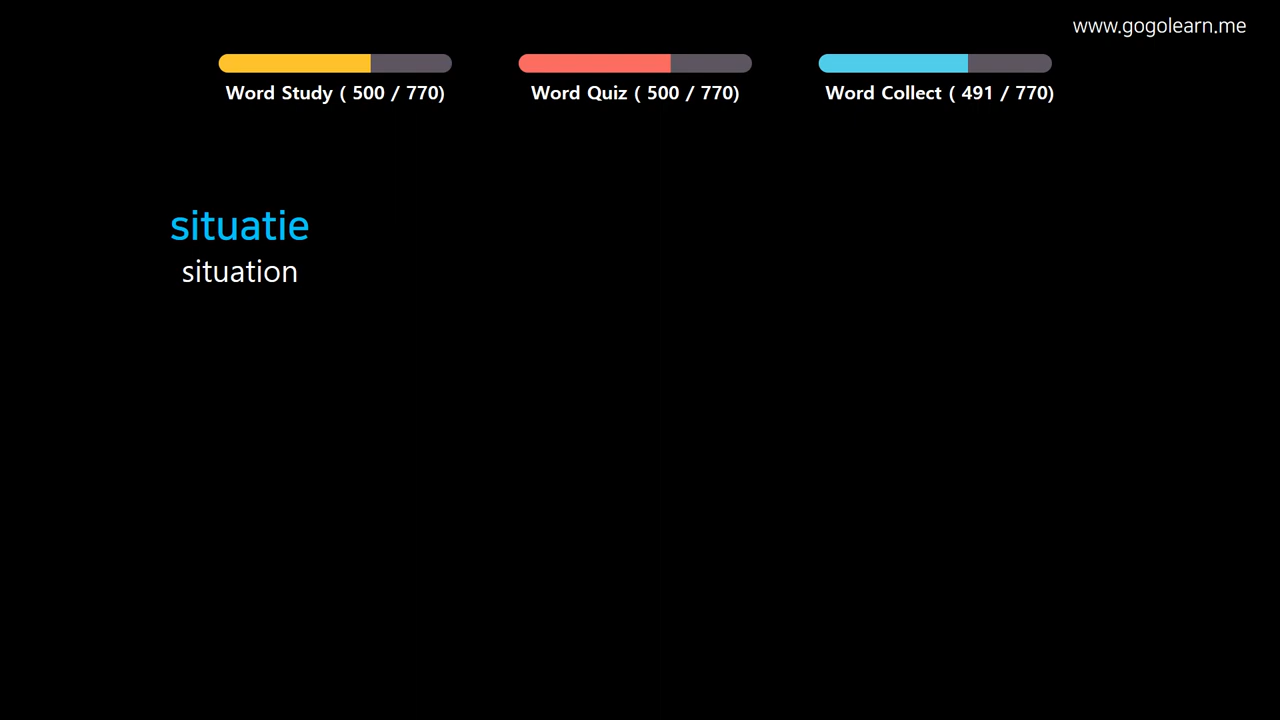 www.gogolearn.me
Word Study ( 500 / 770)
Word Quiz ( 500 / 770)
Word Collect ( 491 / 770)
situatie
situation